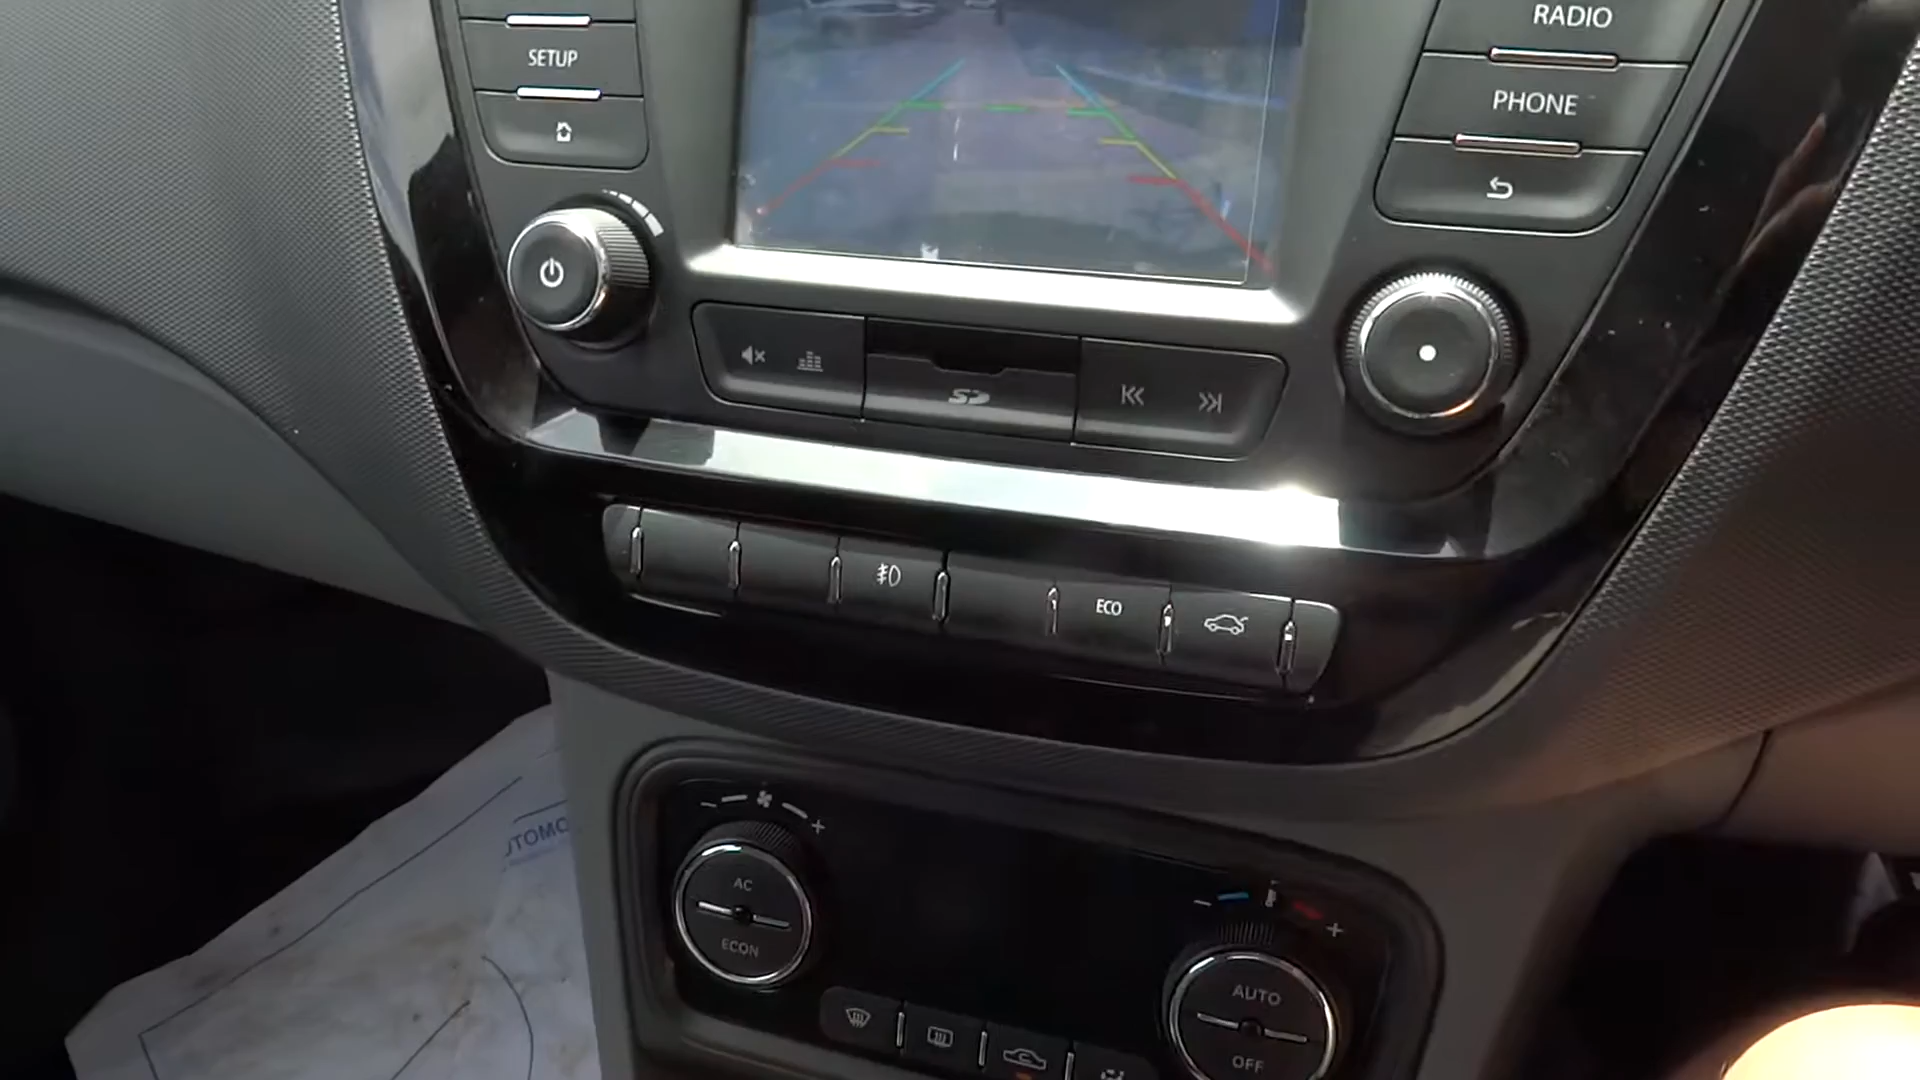 RADIO
SETUP
PHONE
SD
ECO
AC
ECON
AUTO
OFF